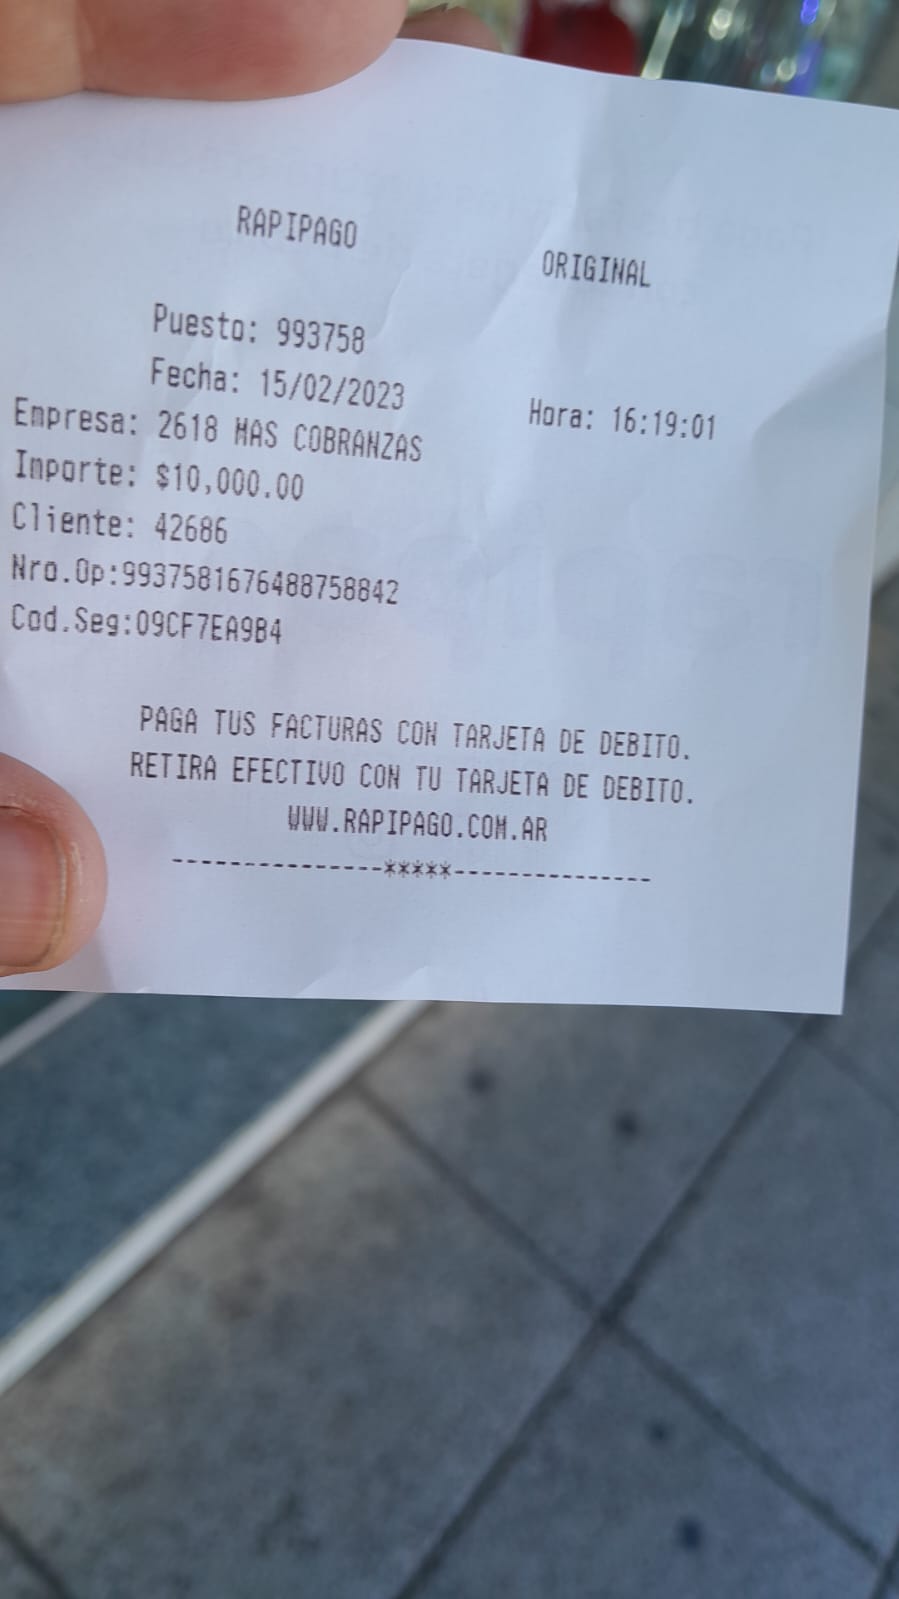 RAPIPAGO
ORIGINAL
Puesto: 993758
Fecha: 15/02/2023 Hora: 16:19:01
Empresa: 2618 MAS COBRANZAS
Importe: $10,000.00
Cliente: 42686
Nro.Op:9937581676488758842
Cod.Seg:09CF7EA9B4
PAGA TUS FACTURAS CON TARJETA DE DEBITO.
RETIRA EFECTIVO CON TU TARJETA DE DEBITO.
WWW.RAPIPAGO.COM.AR
---------------*****---------------